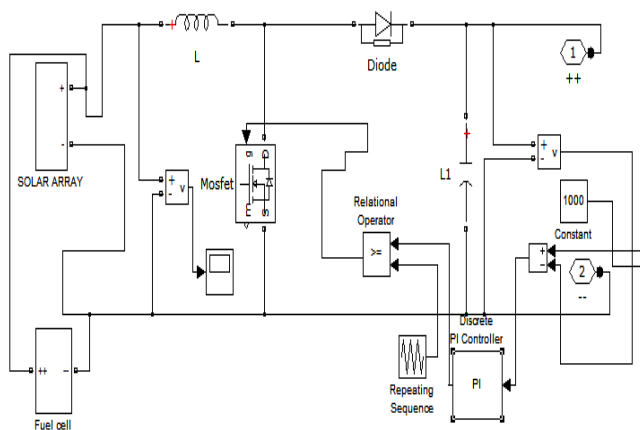 L
Diode
1
++
+
-
SOLAR ARRAY
+
-
v
Mosfet
g
D
E
S
L1
+
-
v
Relational
Operator
>=
1000
Constant
+
-
2
--
Discrete
PI Controller
PI
Repeating
Sequence
++
-
Fuel cell